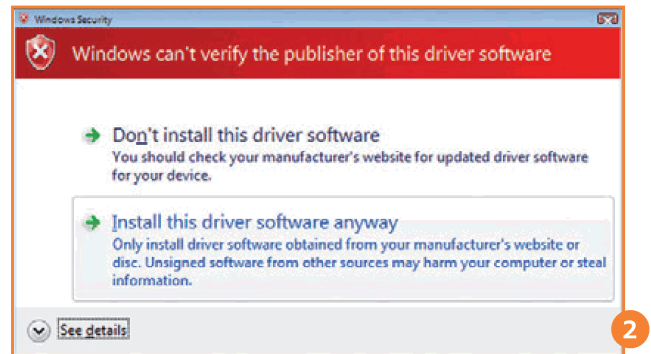 Windows Security
Windows can't verify the publisher of this driver software
Don't install this driver software
You should check your manufacturer's website for updated driver software
for your device.
Install this driver software anyway
Only install driver software obtained from your manufacturer's website or
disc. Unsigned software from other sources may harm your computer or steal
information.
See details
2